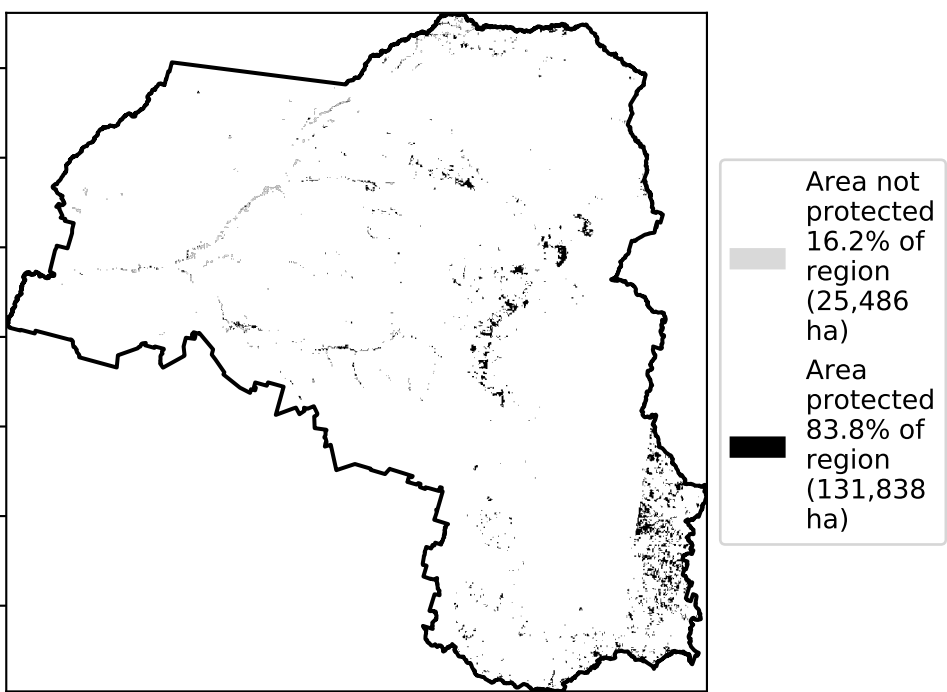 Area not
protected
16.2% of
region
(25,486
ha)
Area
protected
83.8% of
region
(131,838
ha)